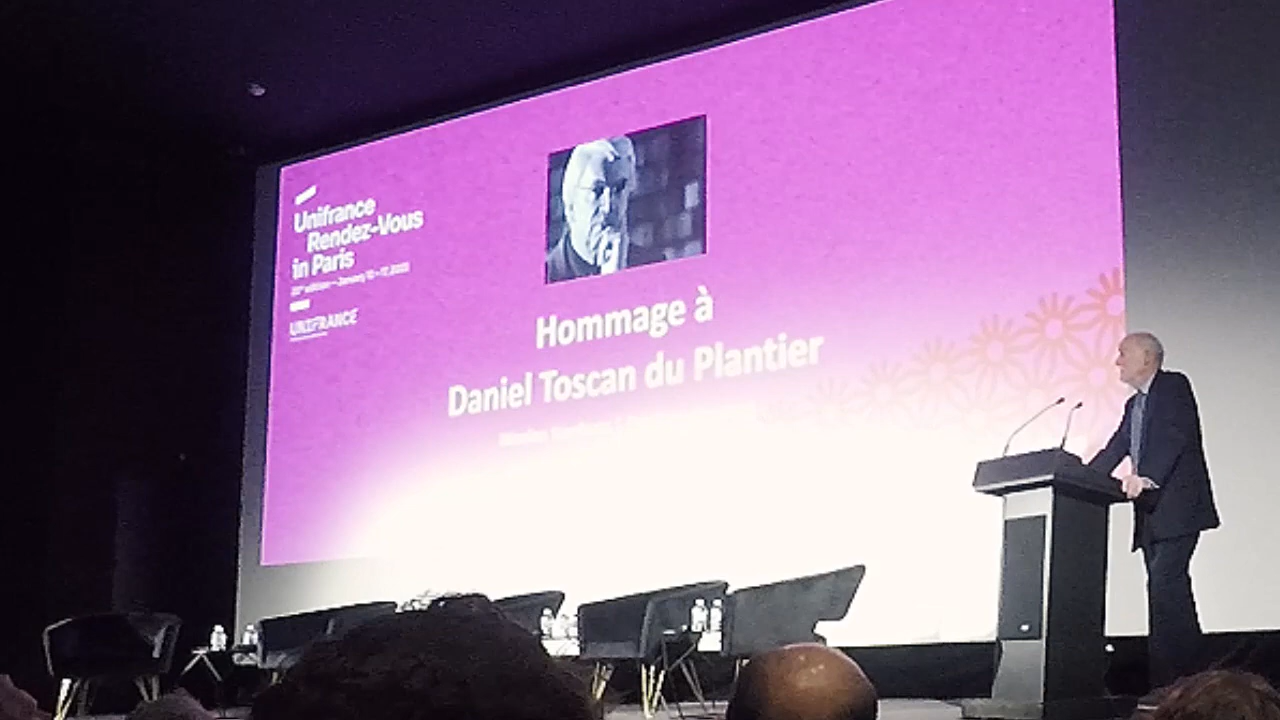 Unifrance
Rendez-Vous
in Paris
UNIFRANCE
Hommage à
Daniel Toscan du Plantier